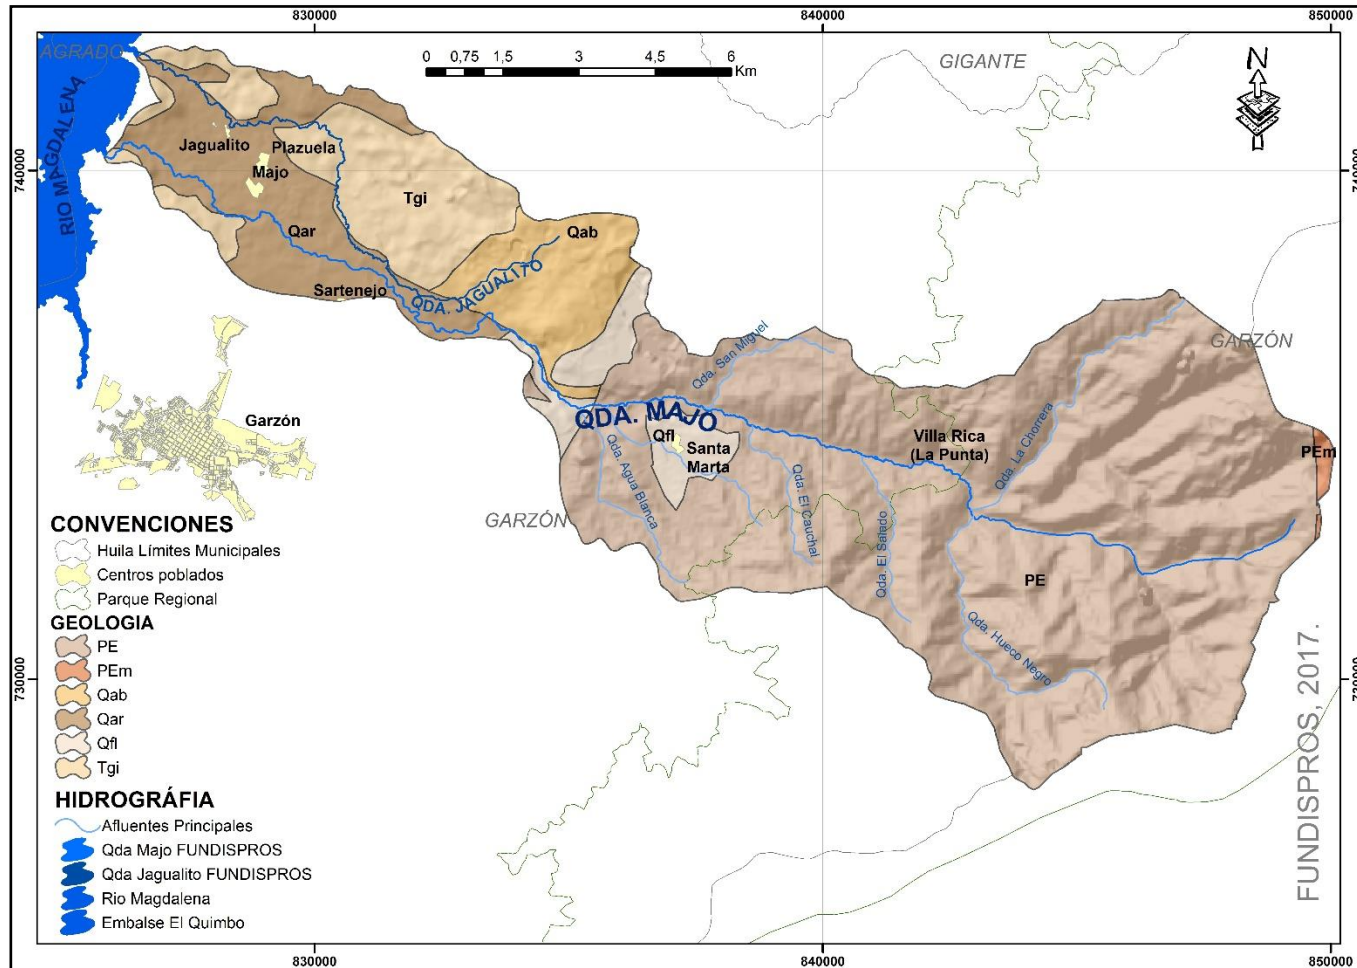 830000
840000
850000
AGRADO
0 0,75 1,5 3 4,5 6
Km
GIGANTE
N
RIO MAGDALENA
740000
740000
Jagualito
Plazuela
Majo
Tgi
Qar
Qab
Sartenejo
QDA. JAGUALITO
GARZÓN
Qda. San Miguel
QDA. MAJO
Qfl
Santa
Marta
Villa Rica
(La Punta)
Qda. La Chorrera
PEm
Garzón
GARZÓN
Qda. Agua Blanca
Qda. El Cauchal
Qda. El Salado
PE
Qda. Hueco Negro
CONVENCIONES
Huila Límites Municipales
Centros poblados
Parque Regional
GEOLOGIA
PE
PEm
Qab
Qar
Qfl
Tgi
730000
730000
HIDROGRÁFIA
Afluentes Principales
Qda Majo FUNDISPROS
Qda Jagualito FUNDISPROS
Rio Magdalena
Embalse El Quimbo
FUNDISPROS, 2017.
830000
840000
850000